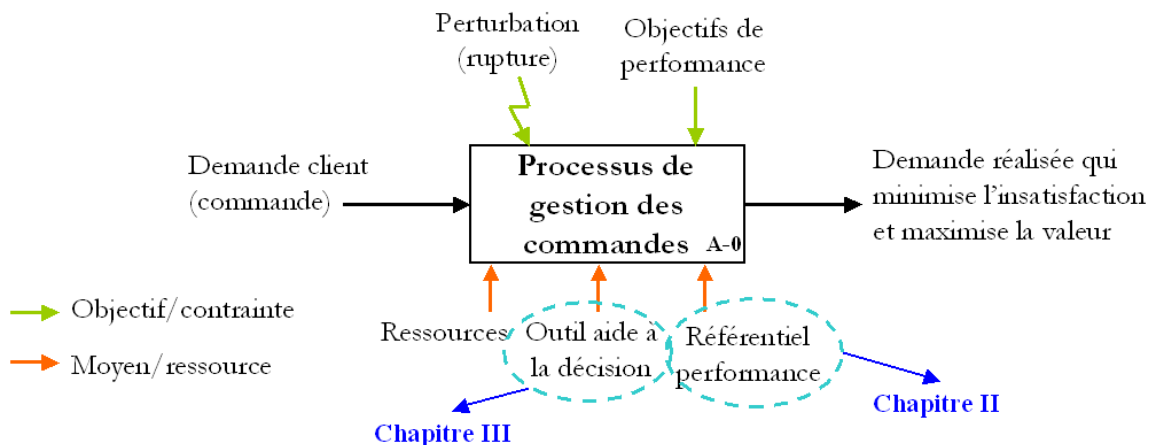 Perturbation
(rupture)
Objectifs de
performance
Demande client
(commande)
Processus de
gestion des
commandes A-0
Demande réalisée qui
minimise l'insatisfaction
et maximise la valeur
Objectif/contrainte
Moyen/ressource
Ressources
Outil aide à
la décision
Référentiel
performance
Chapitre III
Chapitre II